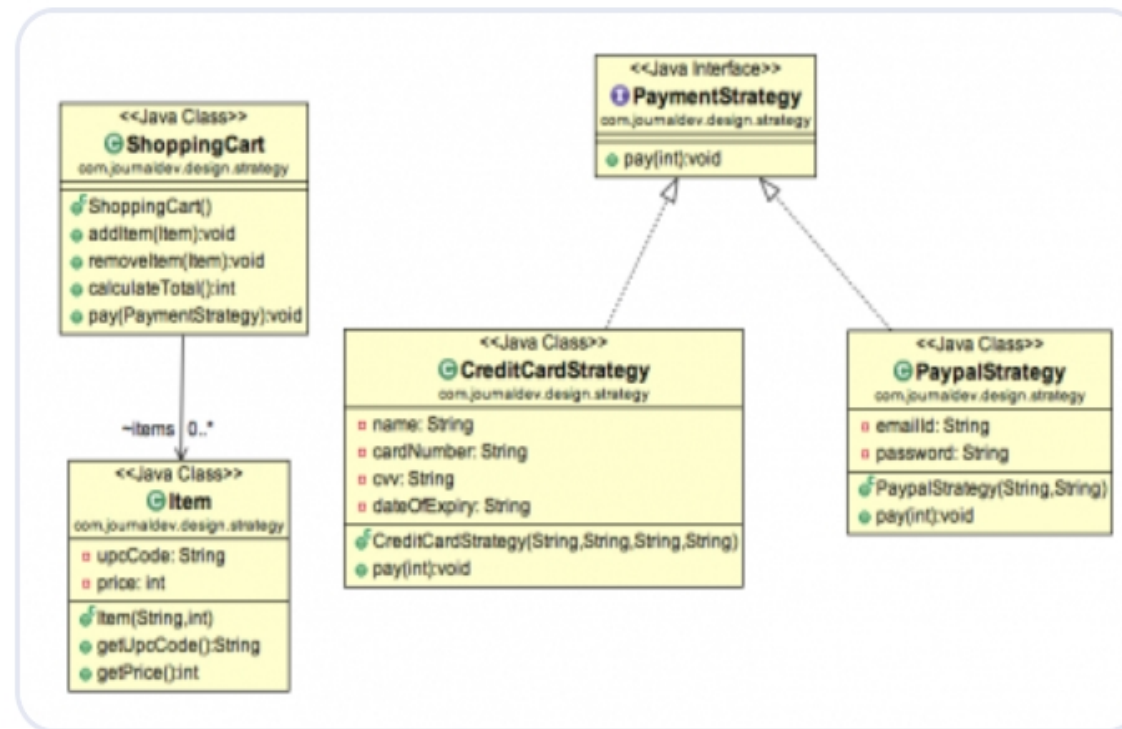 <<Java Class>>
ShoppingCart
com.journaldev.design.strategy
ShoppingCart()
addItem(Item):void
removeItem(Item):void
calculateTotal():int
pay(PaymentStrategy):void
~items 0..*
<<Java Class>>
Item
com.journaldev.design.strategy
upcCode: String
price: int
Item(String,int)
getUpcCode():String
getPrice():int
<<Java Interface>>
PaymentStrategy
com.journaldev.design.strategy
pay(int):void
<<Java Class>>
CreditCardStrategy
com.journaldev.design.strategy
name: String
cardNumber: String
cvv: String
dateOfExpiry: String
CreditCardStrategy(String,String,String,String)
pay(int):void
<<Java Class>>
PaypalStrategy
com.journaldev.design.strategy
emailId: String
password: String
PaypalStrategy(String,String)
pay(int):void